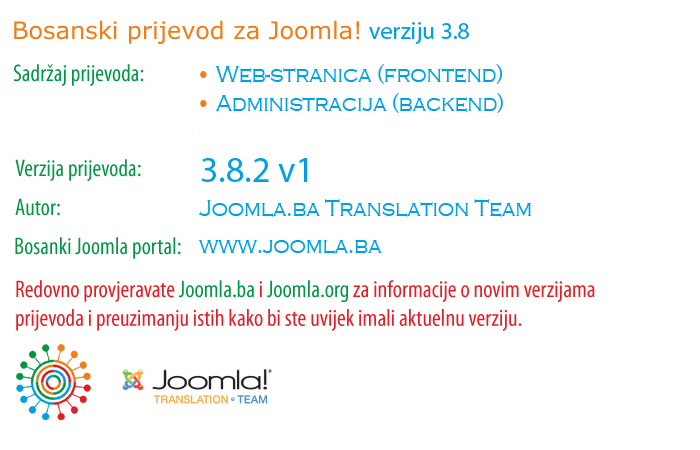 Bosanski prijevod za Joomla! verziju 3.8
Sadržaj prijevoda:
• Web-stranica (frontend)
• Administracija (backend)
Verzija prijevoda: 3.8.2 v1
Autor: Joomla.ba Translation Team
Bosanki Joomla portal: www.joomla.ba
Redovno provjeravate Joomla.ba i Joomla.org za informacije o novim verzijama
prijevoda i preuzimanju istih kako bi ste uvijek imali aktuelnu verziju.
Joomla!®
TRANSLATION • TEAM